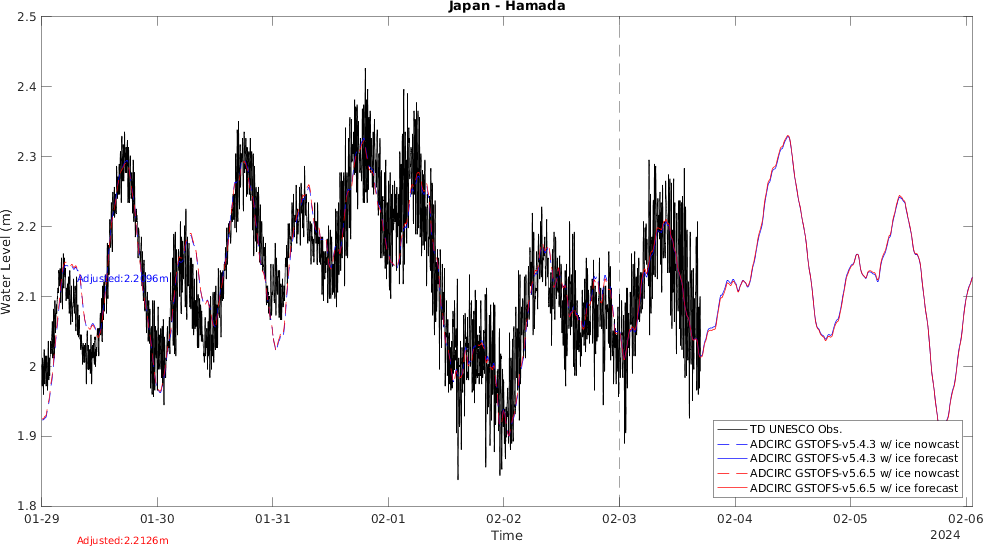 Japan - Hamada
2.5
2.4
2.3
2.2
2.1
2
1.9
1.8
Water Level (m)
Adjusted:2.2096m
TD UNESCO Obs.
ADCIRC GSTOFS-v5.4.3 w/ ice nowcast
ADCIRC GSTOFS-v5.4.3 w/ ice forecast
ADCIRC GSTOFS-v5.6.5 w/ ice nowcast
ADCIRC GSTOFS-v5.6.5 w/ ice forecast
01-29 01-30 01-31 02-01 02-02 02-03 02-04 02-05 02-06
Time
2024
Adjusted:2.2126m